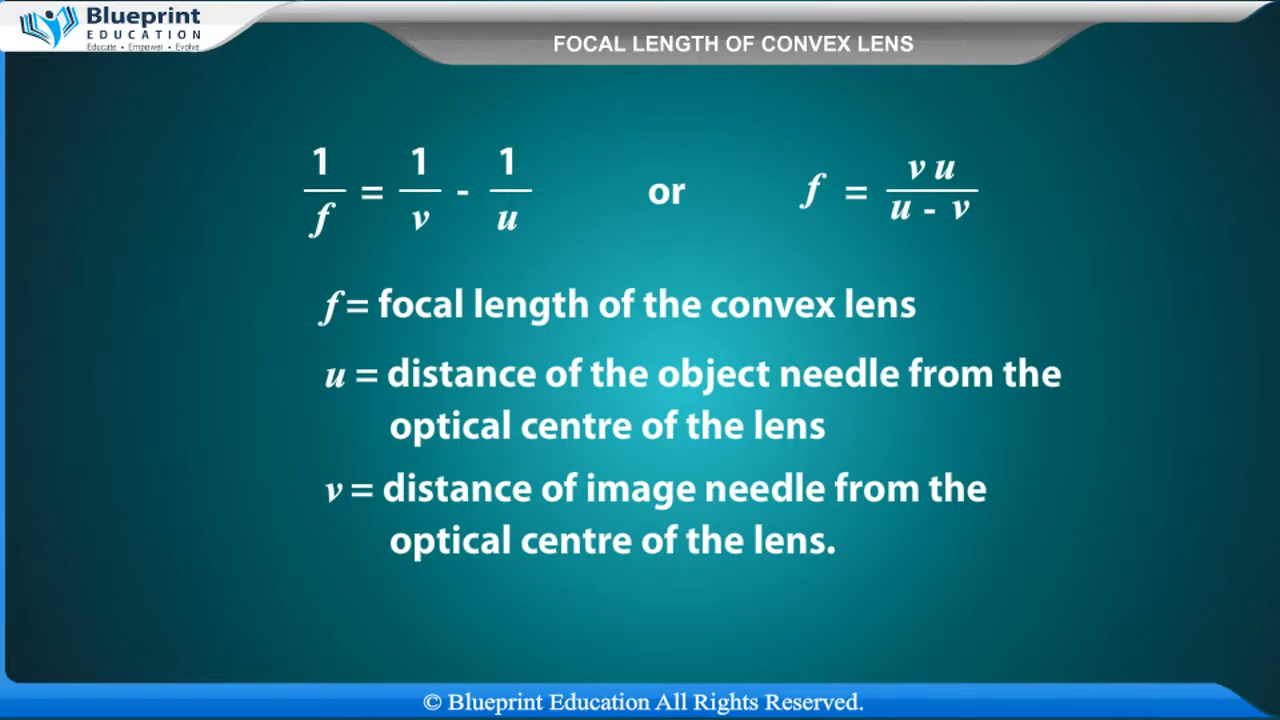 Blueprint
EDUCATION
Educate • Empower • Evolve
FOCAL LENGTH OF CONVEX LENS
1/f = 1/v - 1/u or f = v u / u - v
f = focal length of the convex lens
u = distance of the object needle from the
optical centre of the lens
v = distance of image needle from the
optical centre of the lens.
© Blueprint Education All Rights Reserved.